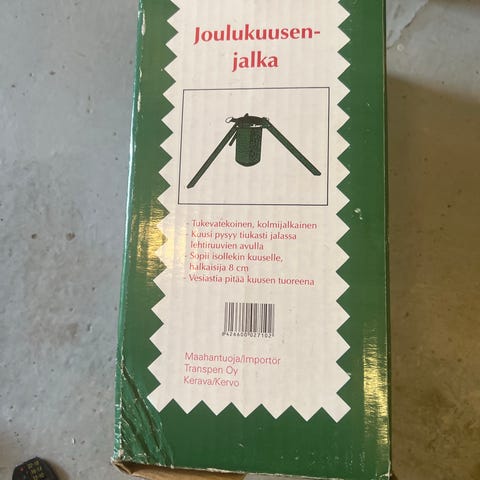 Joulukuusen-
jalka
- Tukevatekoinen, kolmijalkainen
- Kuusi pysyy tiukasti jalassa
lehtiruuvien avulla
- Sopii isollekin kuuselle,
halkaisija 8 cm
- Vesiastia pitää kuusen tuoreena
8426600027102
Maahantuoja/Importör
Transpen Oy
Kerava/Kervo